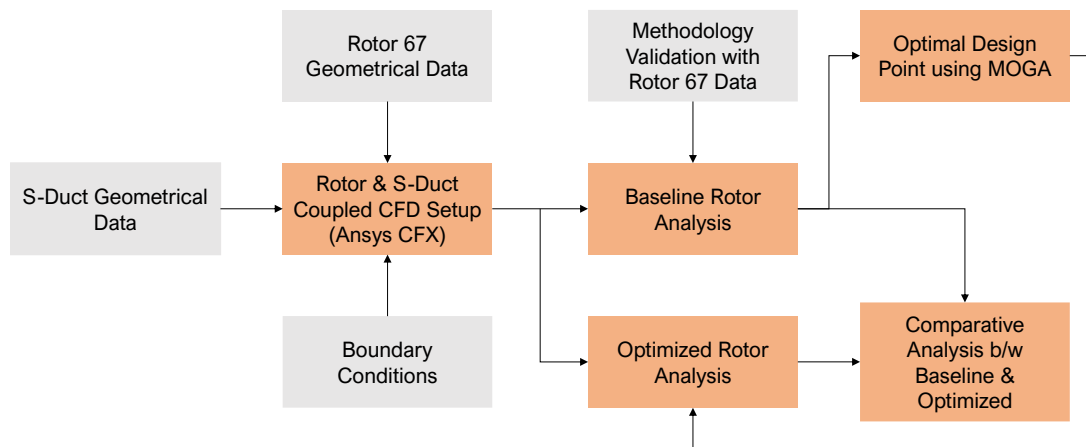 Rotor 67
Geometrical Data
Methodology
Validation with
Rotor 67 Data
Optimal Design
Point using MOGA
S-Duct Geometrical
Data
Rotor & S-Duct
Coupled CFD Setup
(Ansys CFX)
Baseline Rotor
Analysis
Boundary
Conditions
Optimized Rotor
Analysis
Comparative
Analysis b/w
Baseline &
Optimized